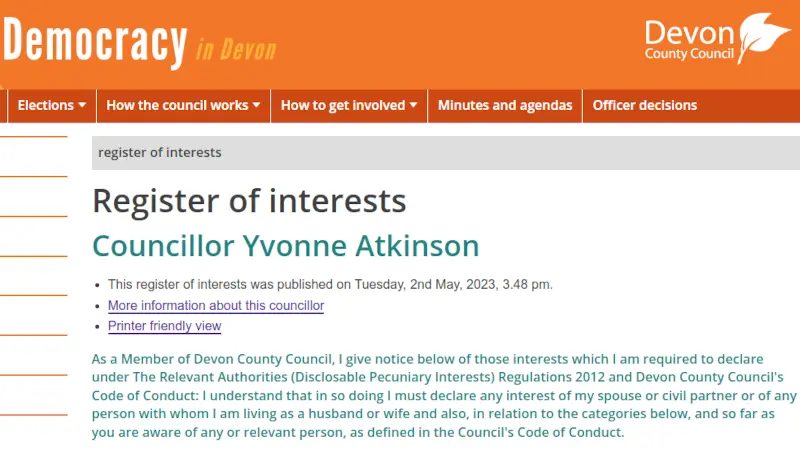 Democracy in Devon
Devon
County Council
Elections
How the council works
How to get involved
Minutes and agendas
Officer decisions
register of interests
Register of interests
Councillor Yvonne Atkinson
This register of interests was published on Tuesday, 2nd May, 2023, 3.48 pm.
More information about this councillor
Printer friendly view
As a Member of Devon County Council, I give notice below of those interests which I am required to declare
under The Relevant Authorities (Disclosable Pecuniary Interests) Regulations 2012 and Devon County Council's
Code of Conduct: I understand that in so doing I must declare any interest of my spouse or civil partner or of any
person with whom I am living as a husband or wife and also, in relation to the categories below, and so far as
you are aware of any or relevant person, as defined in the Council's Code of Conduct.